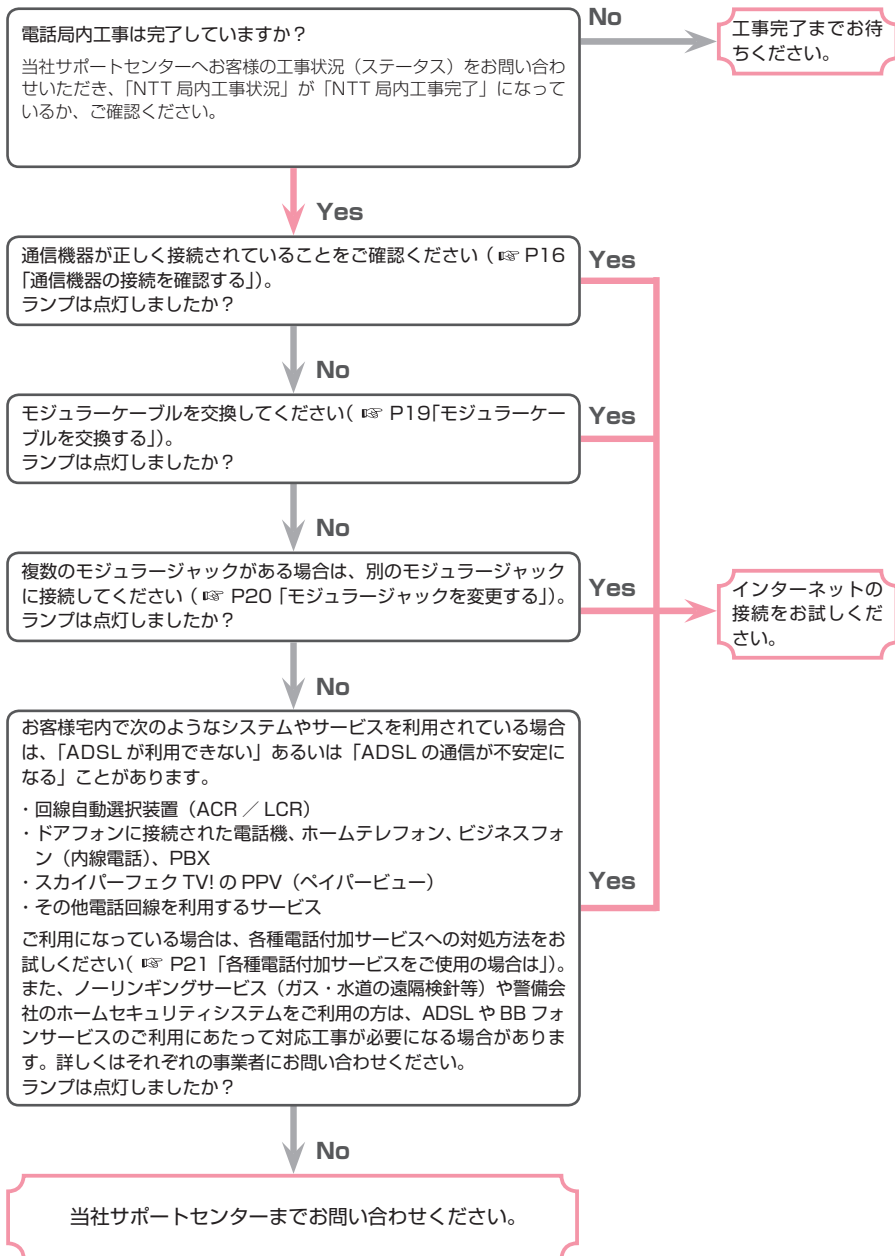 電話局内工事は完了していますか？
当社サポートセンターへお客様の工事状況（ステータス）をお問い合わ
せいただき、「NTT 局内工事状況」が「NTT 局内工事完了」になって
いるか、ご確認ください。
No
工事完了までお待
ちください。
Yes
通信機器が正しく接続されていることをご確認ください（ ☞ P16
「通信機器の接続を確認する」）。
ランプは点灯しましたか？
Yes
No
モジュラーケーブルを交換してください（ ☞ P19「モジュラーケー
ブルを交換する」）。
ランプは点灯しましたか？
Yes
No
複数のモジュラージャックがある場合は、別のモジュラージャック
に接続してください（ ☞ P20「モジュラージャックを変更する」）。
ランプは点灯しましたか？
Yes
インターネットの
接続をお試しくだ
さい。
No
お客様宅内で次のようなシステムやサービスを利用されている場合
は、「ADSL が利用できない」あるいは「ADSL の通信が不安定に
なる」ことがあります。
・回線自動選択装置（ACR ／ LCR）
・ドアフォンに接続された電話機、ホームテレフォン、ビジネスフォ
ン（内線電話）、PBX
・スカイパーフェク TV! の PPV（ペイパービュー）
・その他電話回線を利用するサービス
Yes
ご利用になっている場合は、各種電話付加サービスへの対処方法をお
試しください（ ☞ P21「各種電話付加サービスをご使用の場合は」）。
また、ノーリンギングサービス（ガス・水道の遠隔検針等）や警備会
社のホームセキュリティシステムをご利用の方は、ADSL や BB フォ
ンサービスのご利用にあたって対応工事が必要になる場合がありま
す。詳しくはそれぞれの事業者にお問い合わせください。
ランプは点灯しましたか？
No
当社サポートセンターまでお問い合わせください。